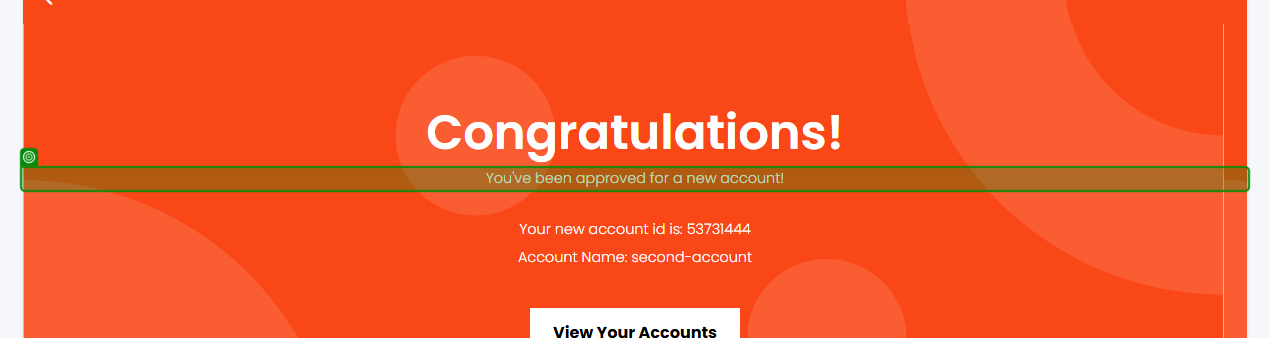 Congratulations!
You've been approved for a new account!
Your new account id is: 53731444
Account Name: second-account
View Your Accounts